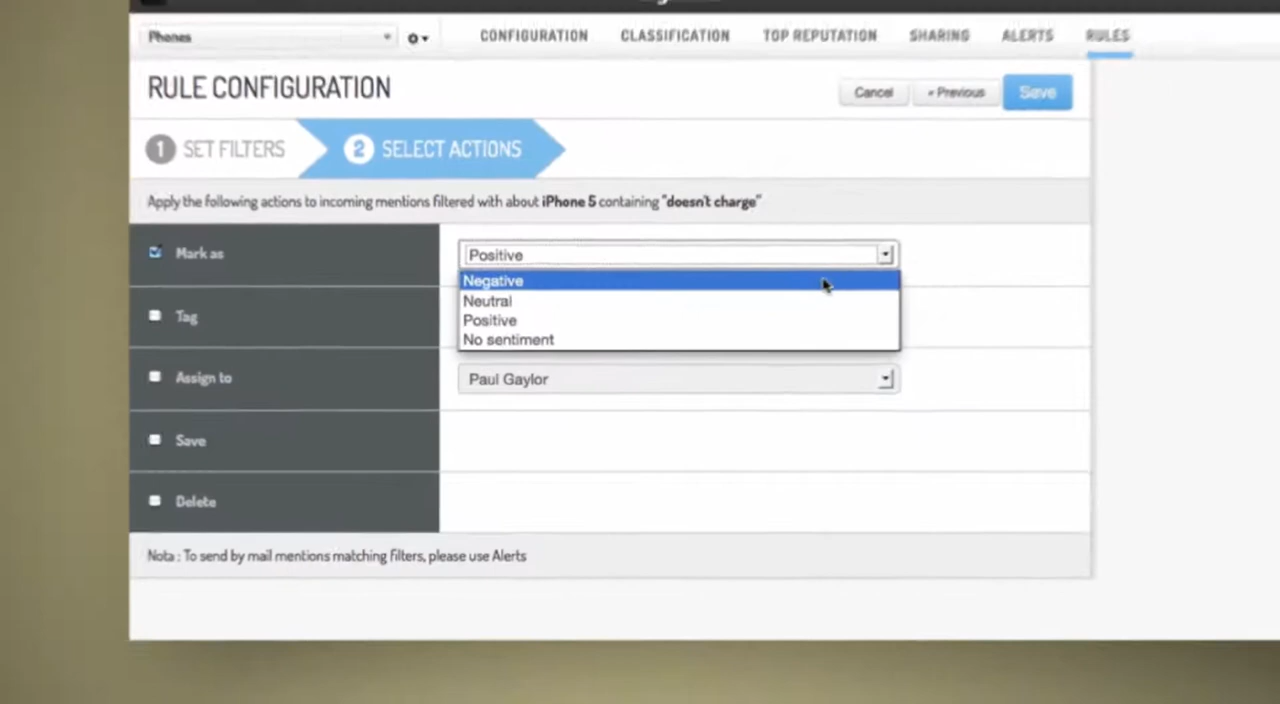 Phones
CONFIGURATION CLASSIFICATION TOP REPUTATION SHARING ALERTS RULES
RULE CONFIGURATION
Cancel « Previous Save
1 SET FILTERS 2 SELECT ACTIONS
Apply the following actions to incoming mentions filtered with about iPhone 5 containing "doesn't charge"
Mark as Positive
Negative
Neutral
Tag
Positive
No sentiment
Assign to Paul Gaylor
Save
Delete
Nota : To send by mail mentions matching filters, please use Alerts